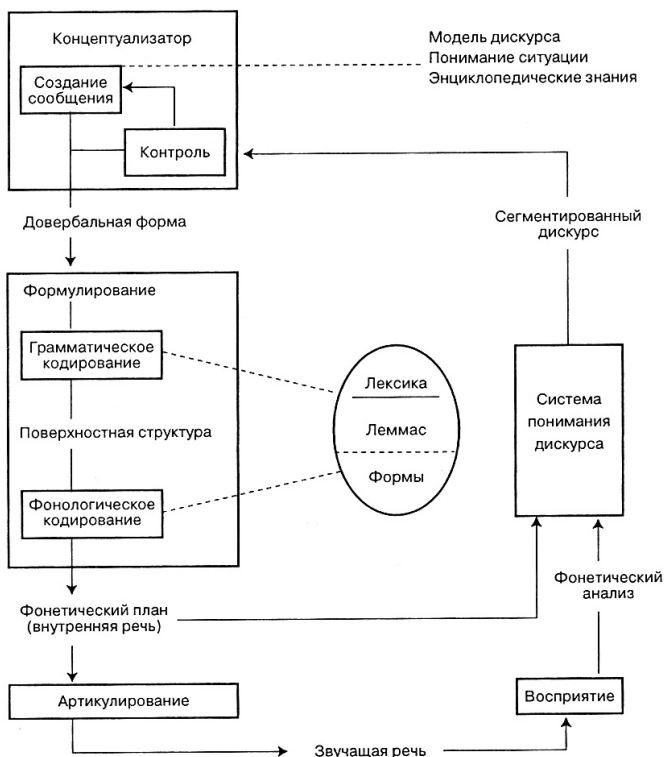 Концептуализатор
Модель дискурса
Понимание ситуации
Энциклопедические знания
Создание
сообщения
Контроль
Довербальная форма
Сегментированный
дискурс
Формулирование
Грамматическое
кодирование
Лексика
Леммас
Формы
Система
понимания
дискурса
Поверхностная структура
Фонологическое
кодирование
Фонетический
анализ
Фонетический план
(внутренняя речь)
Артикулирование
Восприятие
Звучащая речь